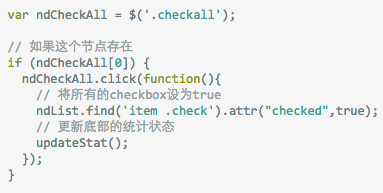 var ndCheckAll = $('.checkall');
// 如果这个节点存在
if (ndCheckAll[0]) {
ndCheckAll.click(function(){
// 将所有的checkbox设为true
ndList.find('item .check').attr("checked",true);
// 更新底部的统计状态
updateStat();
});
}